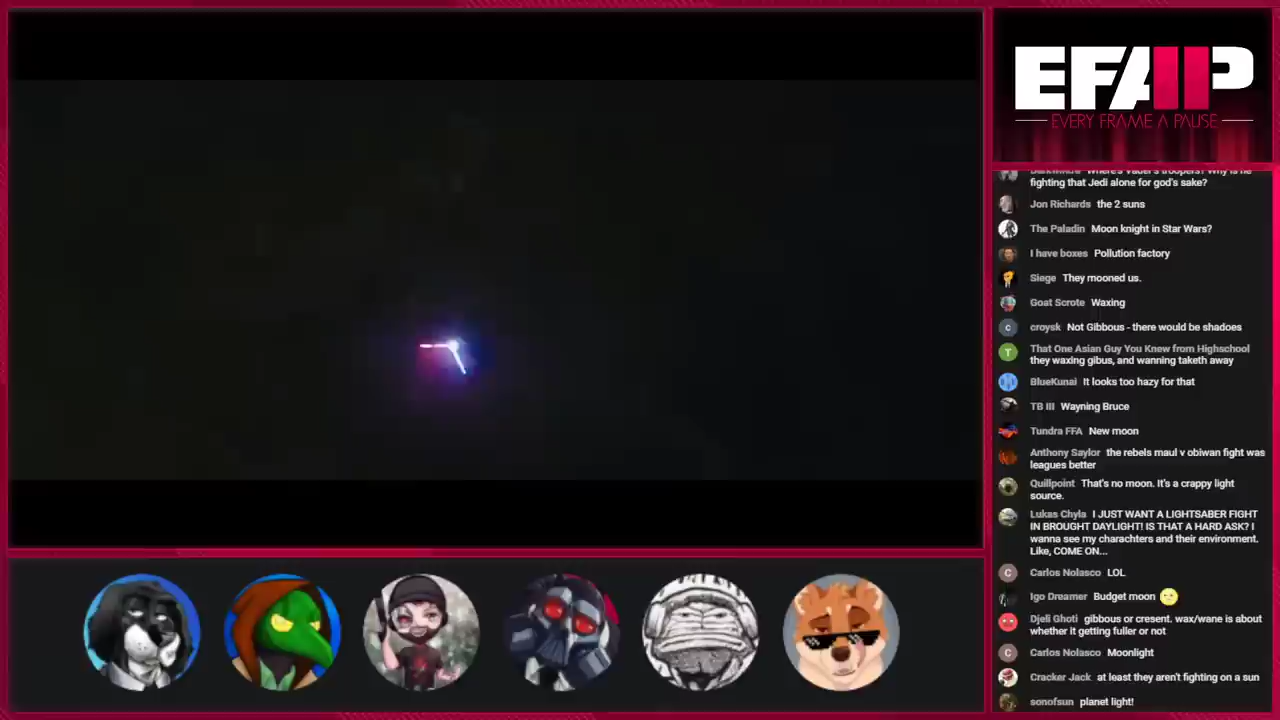 EFAP
EVERY FRAME A PAUSE
Where's Vader's troopers? Why is he
fighting that Jedi alone for god's sake?
Jon Richards the 2 suns
The Paladin Moon knight in Star Wars?
I have boxes Pollution factory
Siege They mooned us.
Goat Scrote Waxing
c croysk Not Gibbous - there would be shadoes
T That One Asian Guy You Knew from Highschool
they waxing gibus, and wanning taketh away
BlueKunai It looks too hazy for that
TB III Wayning Bruce
Tundra FFA New moon
Anthony Saylor the rebels maul v obiwan fight was
leagues better
Quillpoint That's no moon. It's a crappy light
source.
Lukas Chyla I JUST WANT A LIGHTSABER FIGHT
IN BROUGHT DAYLIGHT! IS THAT A HARD ASK? I
wanna see my charachters and their environment.
Like, COME ON...
C Carlos Nolasco LOL
Igo Dreamer Budget moon
Djeli Ghoti gibbous or cresent. wax/wane is about
whether it getting fuller or not
C Carlos Nolasco Moonlight
Cracker Jack at least they aren't fighting on a sun
sonofsun planet light!